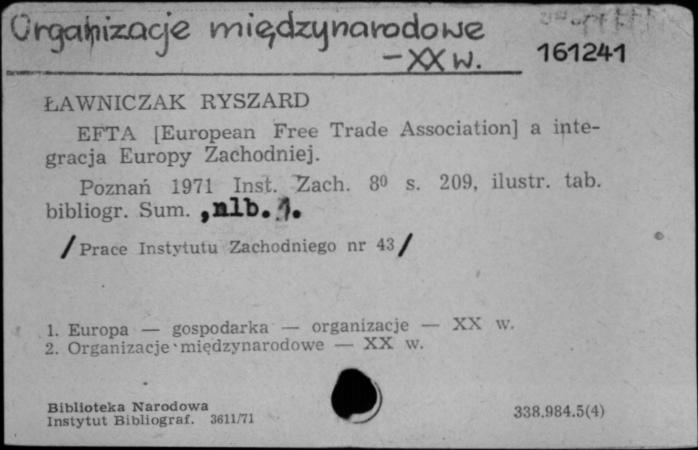 Organizacje międzynarodowe
– XX w.
161241
ŁAWNICZAK RYSZARD
EFTA [European Free Trade Association] a inte-
gracja Europy Zachodniej.
Poznań 1971 Inst. Zach. 8⁰ s. 209, ilustr. tab.
bibliogr. Sum. , nlb. 1.
/ Prace Instytutu Zachodniego nr 43 /
1. Europa — gospodarka — organizacje — XX w.
2. Organizacje międzynarodowe — XX w.
Biblioteka Narodowa
Instytut Bibliograf. 3611/71
338.984.5(4)